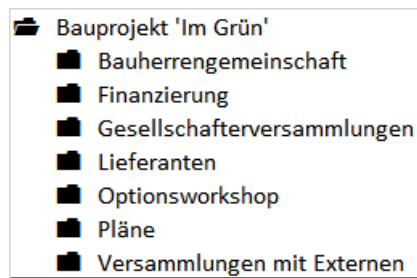 Bauprojekt 'Im Grün'
Bauherrengemeinschaft
Finanzierung
Gesellschafterversammlungen
Lieferanten
Optionsworkshop
Pläne
Versammlungen mit Externen